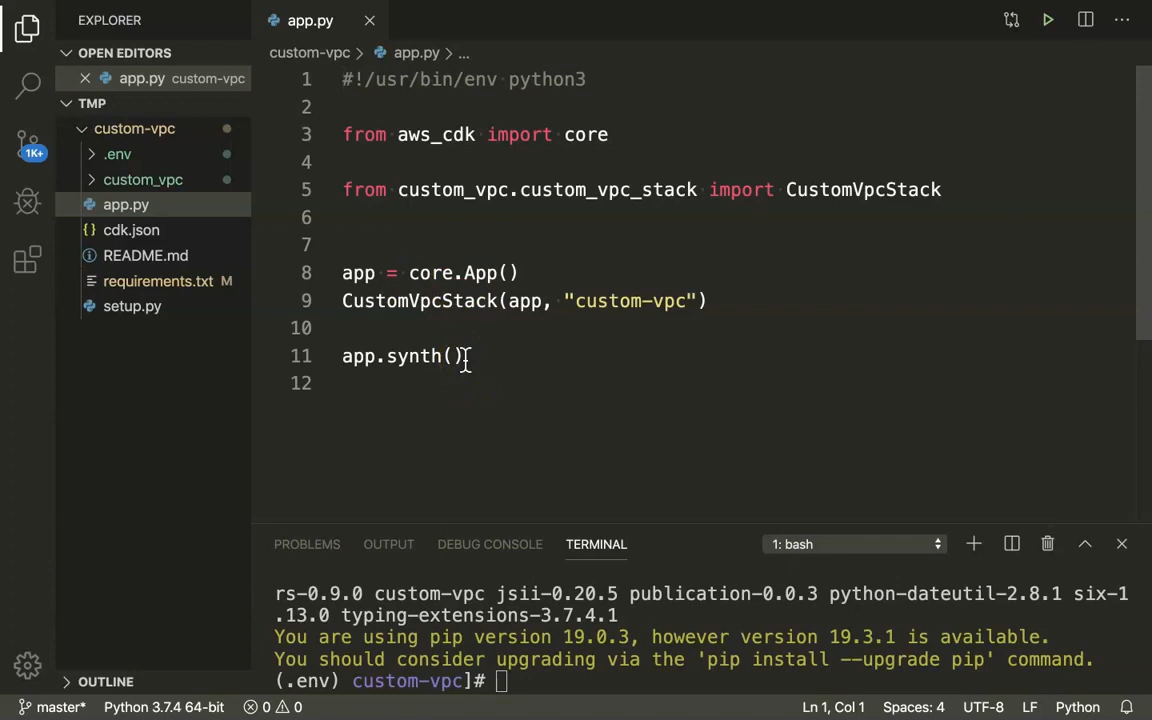 EXPLORER
app.py
OPEN EDITORS
app.py custom-vpc
TMP
custom-vpc
.env
1K+
custom_vpc
app.py
cdk.json
README.md
requirements.txt M
setup.py
OUTLINE
custom-vpc > app.py > ...
1 #!/usr/bin/env python3
2
3 from aws_cdk import core
4
5 from custom_vpc.custom_vpc_stack import CustomVpcStack
6
7
8 app = core.App()
9 CustomVpcStack(app, "custom-vpc")
10
11 app.synth()
12
PROBLEMS OUTPUT DEBUG CONSOLE TERMINAL 1: bash
rs-0.9.0 custom-vpc jsii-0.20.5 publication-0.0.3 python-dateutil-2.8.1 six-1
.13.0 typing-extensions-3.7.4.1
You are using pip version 19.0.3, however version 19.3.1 is available.
You should consider upgrading via the 'pip install --upgrade pip' command.
(.env) custom-vpc]#
master* Python 3.7.4 64-bit 0 0 Ln 1, Col 1 Spaces: 4 UTF-8 LF Python